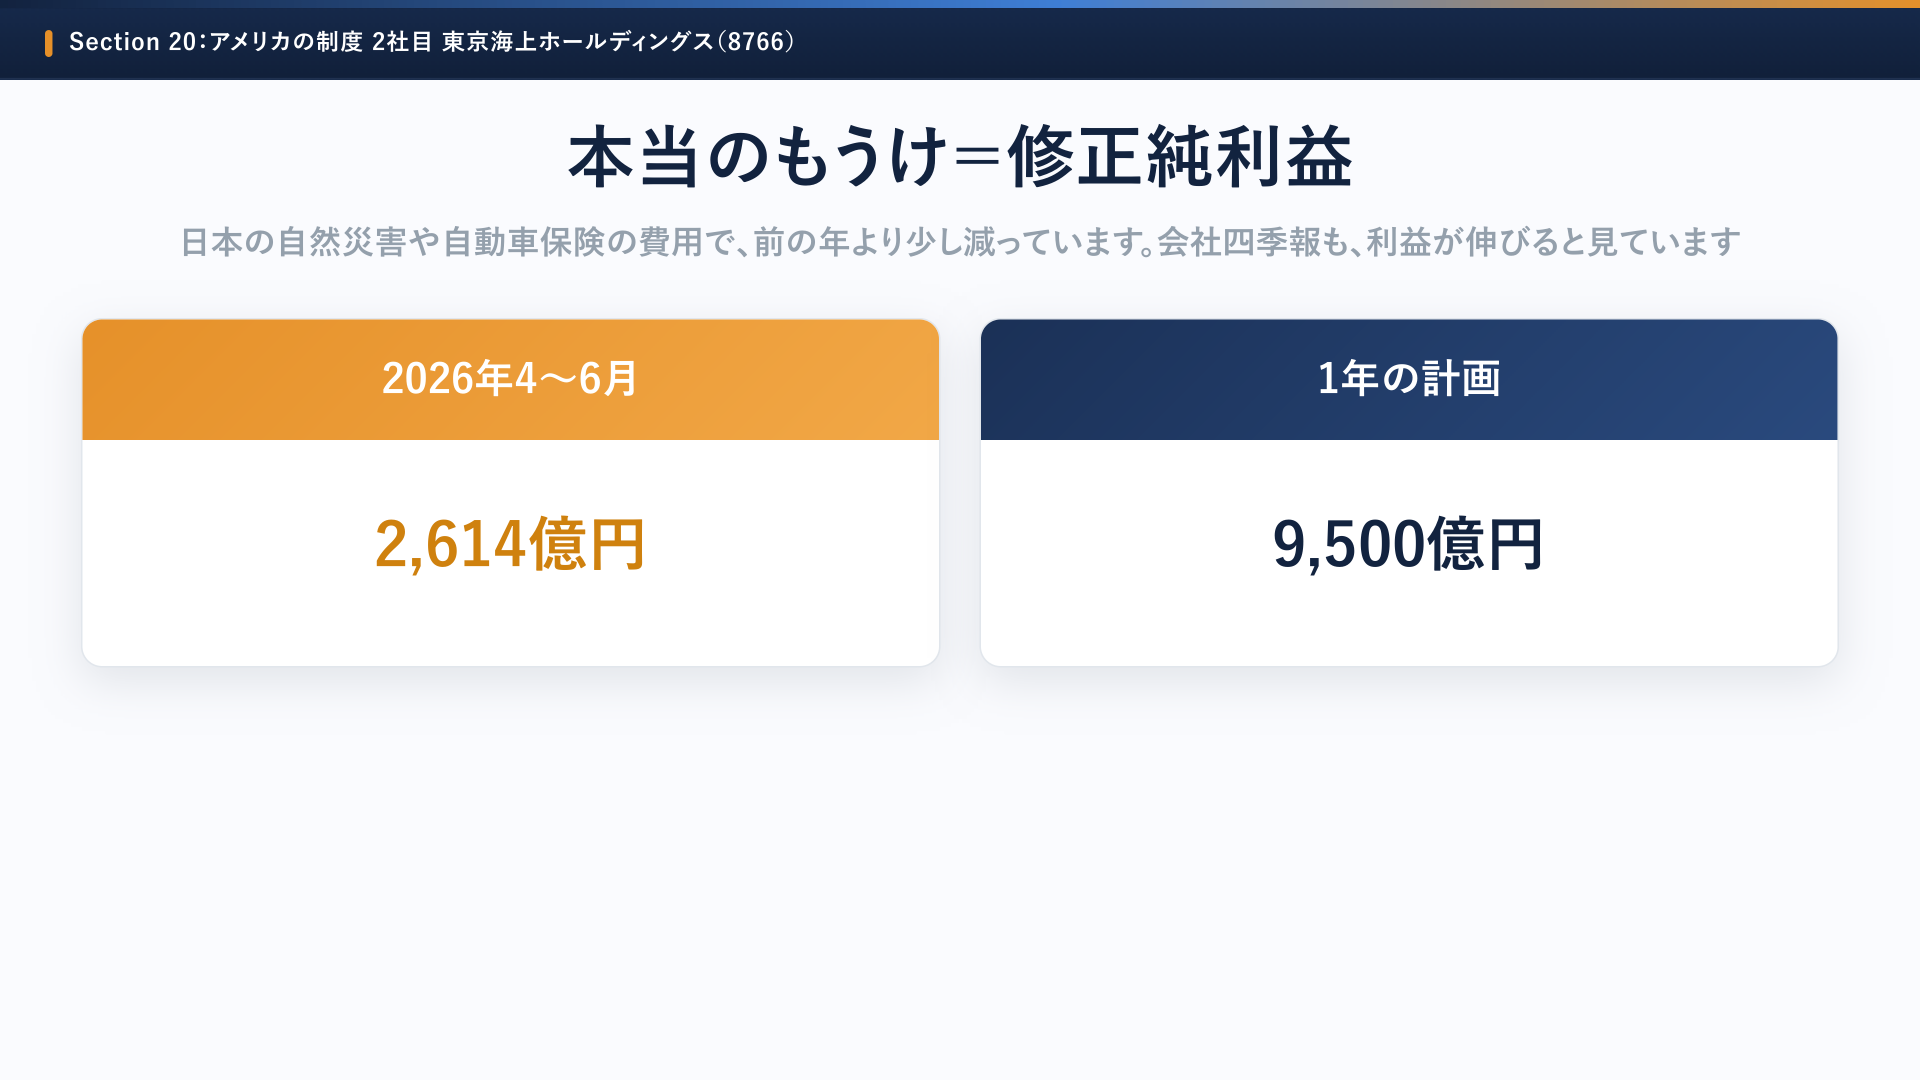 Section 20：アメリカの制度 2社目 東京海上ホールディングス（8766）
本当のもうけ＝修正純利益
日本の自然災害や自動車保険の費用で、前の年より少し減っています。会社四季報も、利益が伸びると見ています
2026年4〜6月
2,614億円
1年の計画
9,500億円